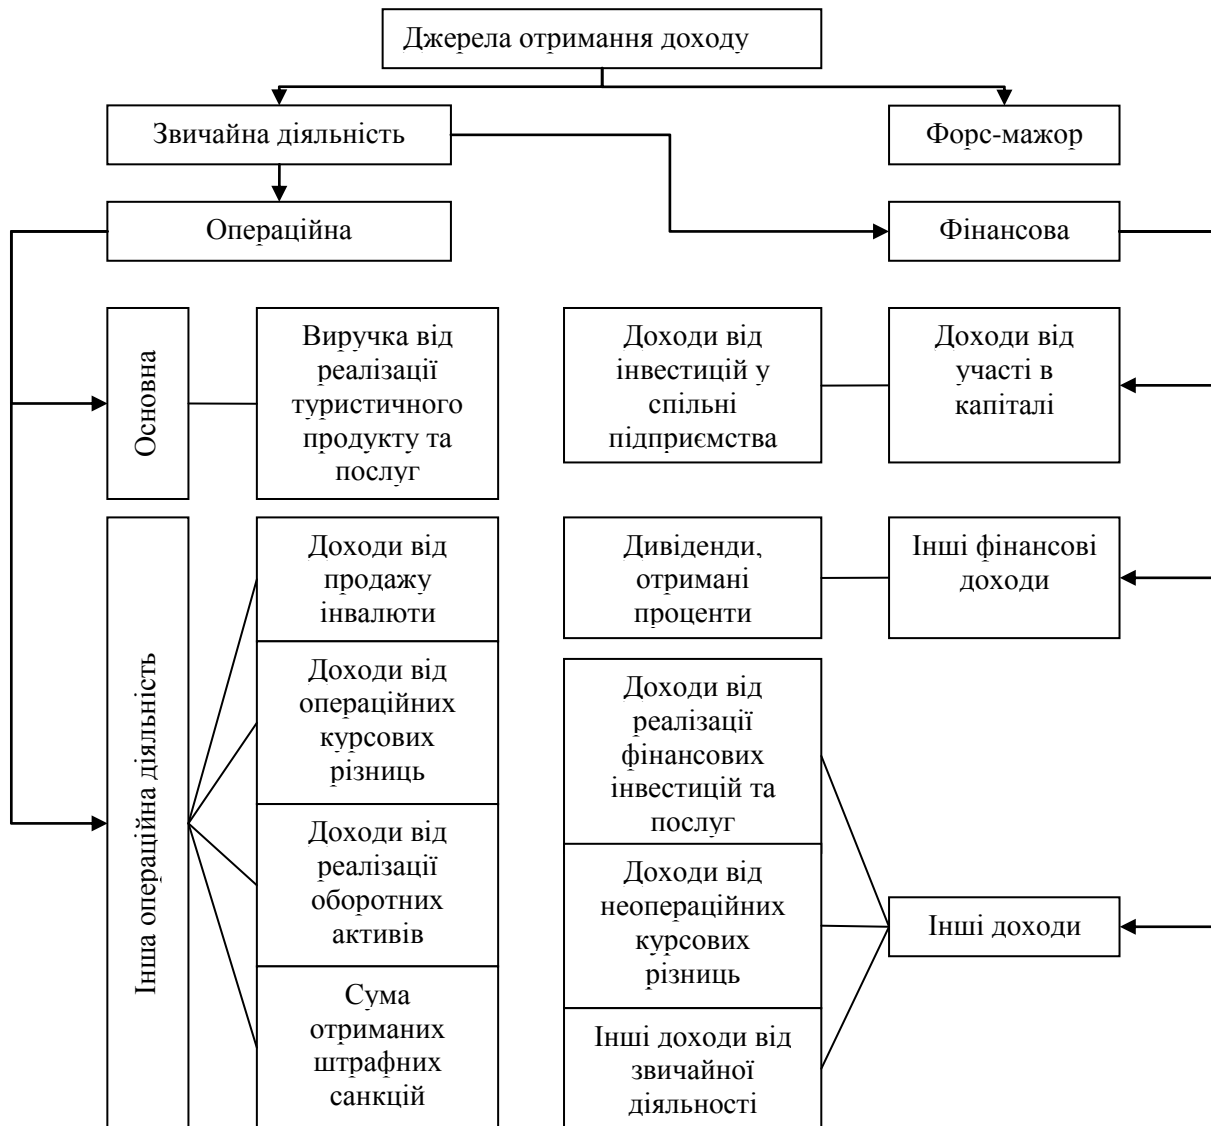 Джерела отримання доходу
Звичайна діяльність
Форс-мажор
Операційна
Фінансова
Основна
Виручка від
реалізації
туристичного
продукту та
послуг
Доходи від
інвестицій у
спільні
підприємства
Доходи від
участі в
капіталі
Інша операційна діяльність
Доходи від
продажу
інвалюти
Доходи від
операційних
курсових
різниць
Доходи від
реалізації
оборотних
активів
Сума
отриманих
штрафних
санкцій
Дивіденди,
отримані
проценти
Інші фінансові
доходи
Доходи від
реалізації
фінансових
інвестицій та
послуг
Доходи від
неопераційних
курсових
різниць
Інші доходи від
звичайної
діяльності
Інші доходи